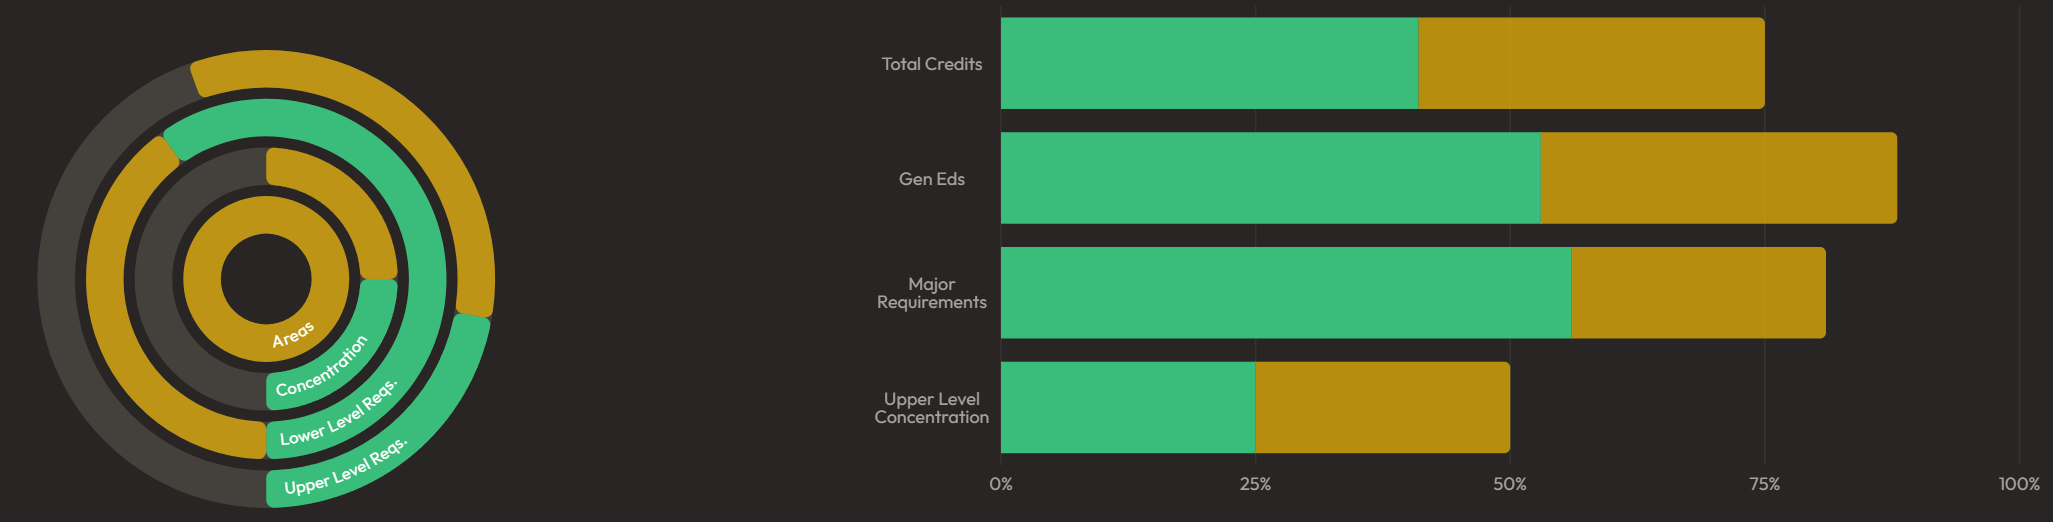 Areas
Concentration
Lower Level Reqs.
Upper Level Reqs.
Total Credits
Gen Eds
Major
Requirements
Upper Level
Concentration
0% 25% 50% 75% 100%